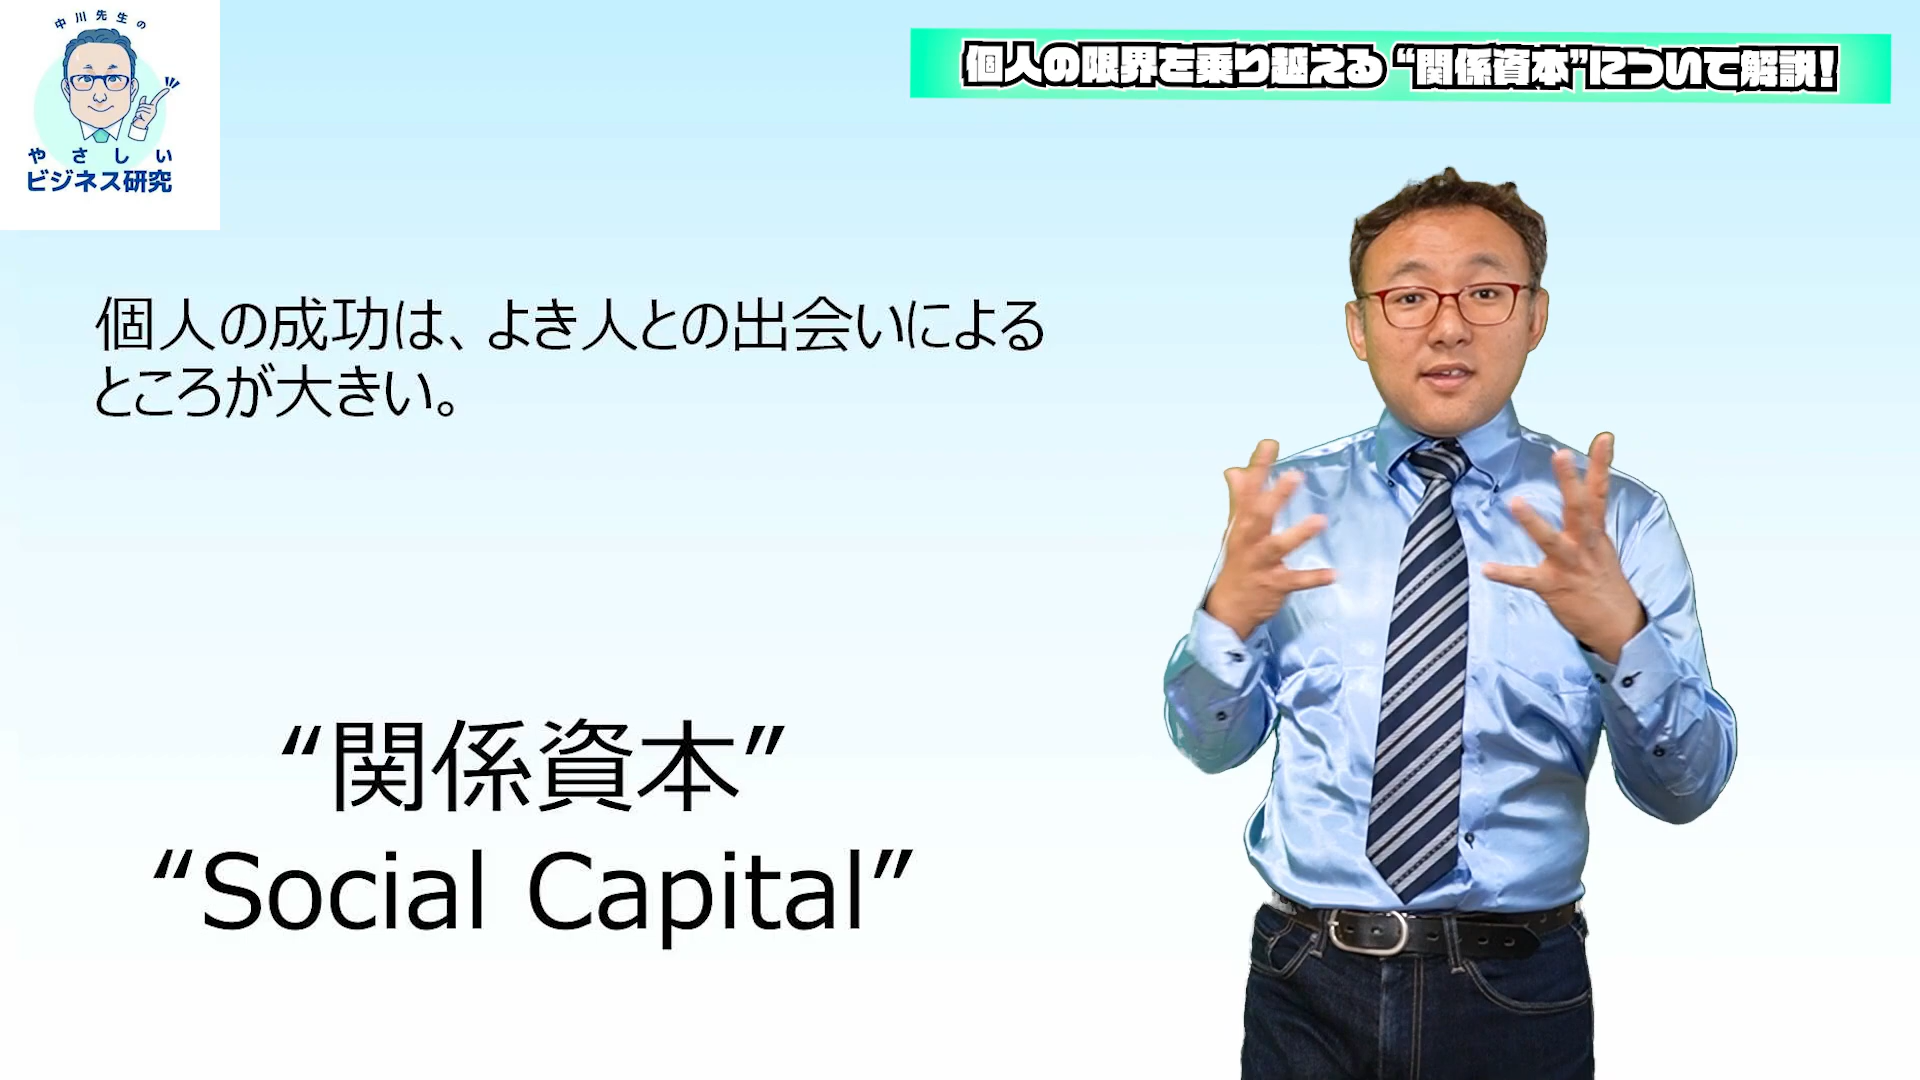 中川先生の
やさしい
ビジネス研究
個人の限界を乗り越える“関係資本”について解説！
個人の成功は、よき人との出会いによる
ところが大きい。
“関係資本”
“Social Capital”